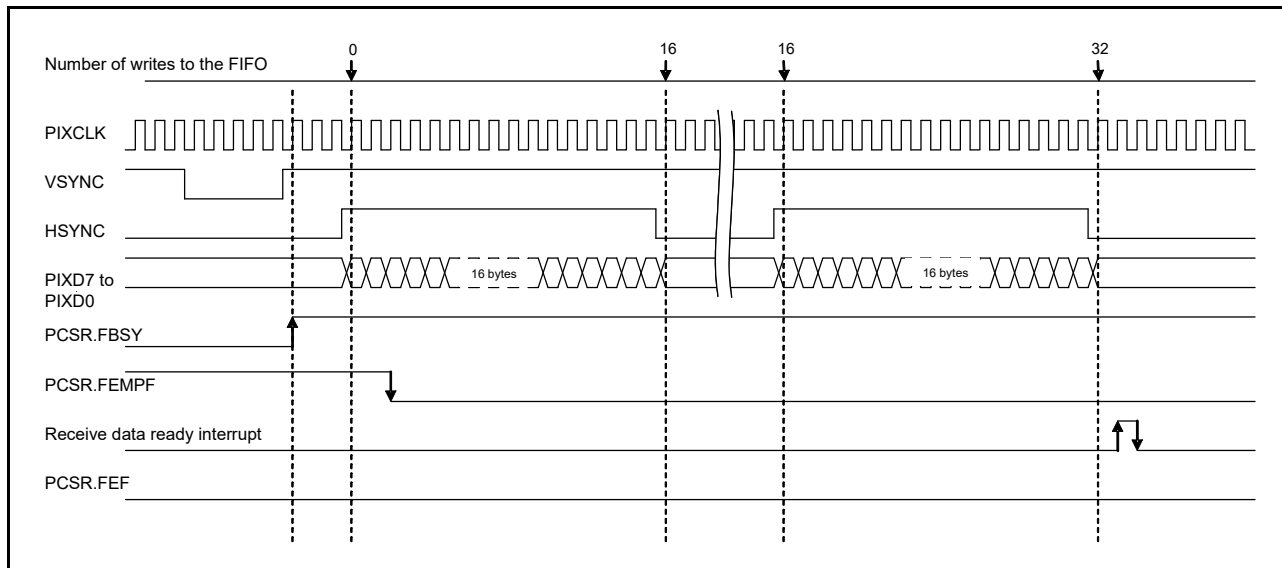 0 16 16 32
Number of writes to the FIFO
PIXCLK
VSYNC
HSYNC
PIXD7 to
PIXD0
16 bytes 16 bytes
PCSR.FBSY
PCSR.FEMPF
Receive data ready interrupt
PCSR.FEF